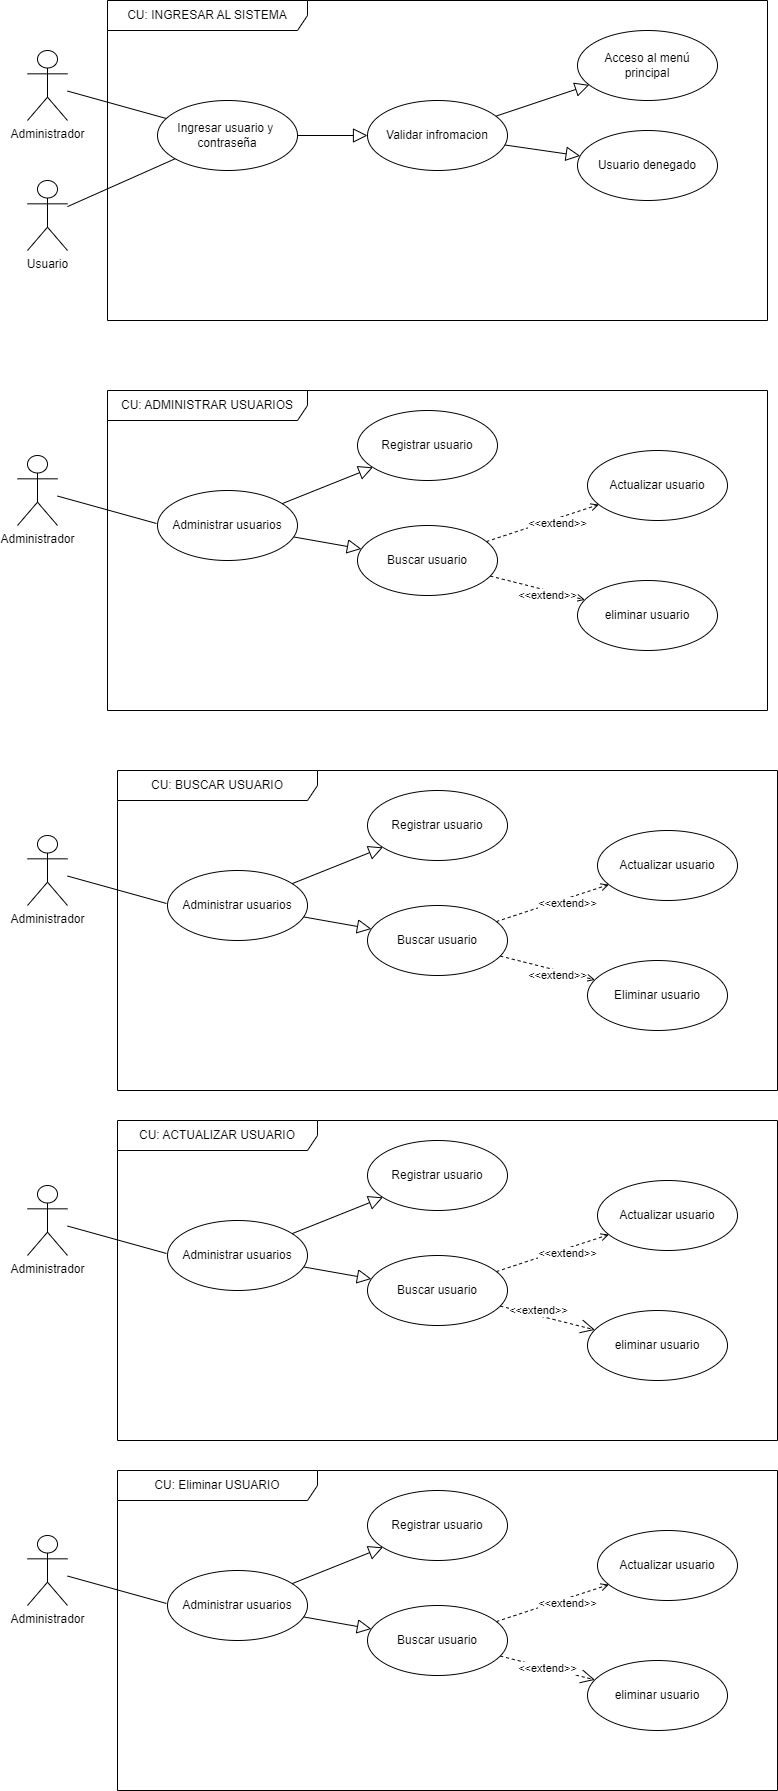 CU: INGRESAR AL SISTEMA
Administrador
Usuario
Ingresar usuario y
contraseña
Validar infromacion
Acceso al menú
principal
Usuario denegado
CU: ADMINISTRAR USUARIOS
Administrador
Administrar usuarios
Registrar usuario
Buscar usuario
<<extend>>
<<extend>>
Actualizar usuario
eliminar usuario
CU: BUSCAR USUARIO
Administrador
Administrar usuarios
Registrar usuario
Buscar usuario
<<extend>>
<<extend>>
Actualizar usuario
Eliminar usuario
CU: ACTUALIZAR USUARIO
Administrador
Administrar usuarios
Registrar usuario
Buscar usuario
<<extend>>
<<extend>>
Actualizar usuario
eliminar usuario
CU: Eliminar USUARIO
Administrador
Administrar usuarios
Registrar usuario
Buscar usuario
<<extend>>
<<extend>>
Actualizar usuario
eliminar usuario